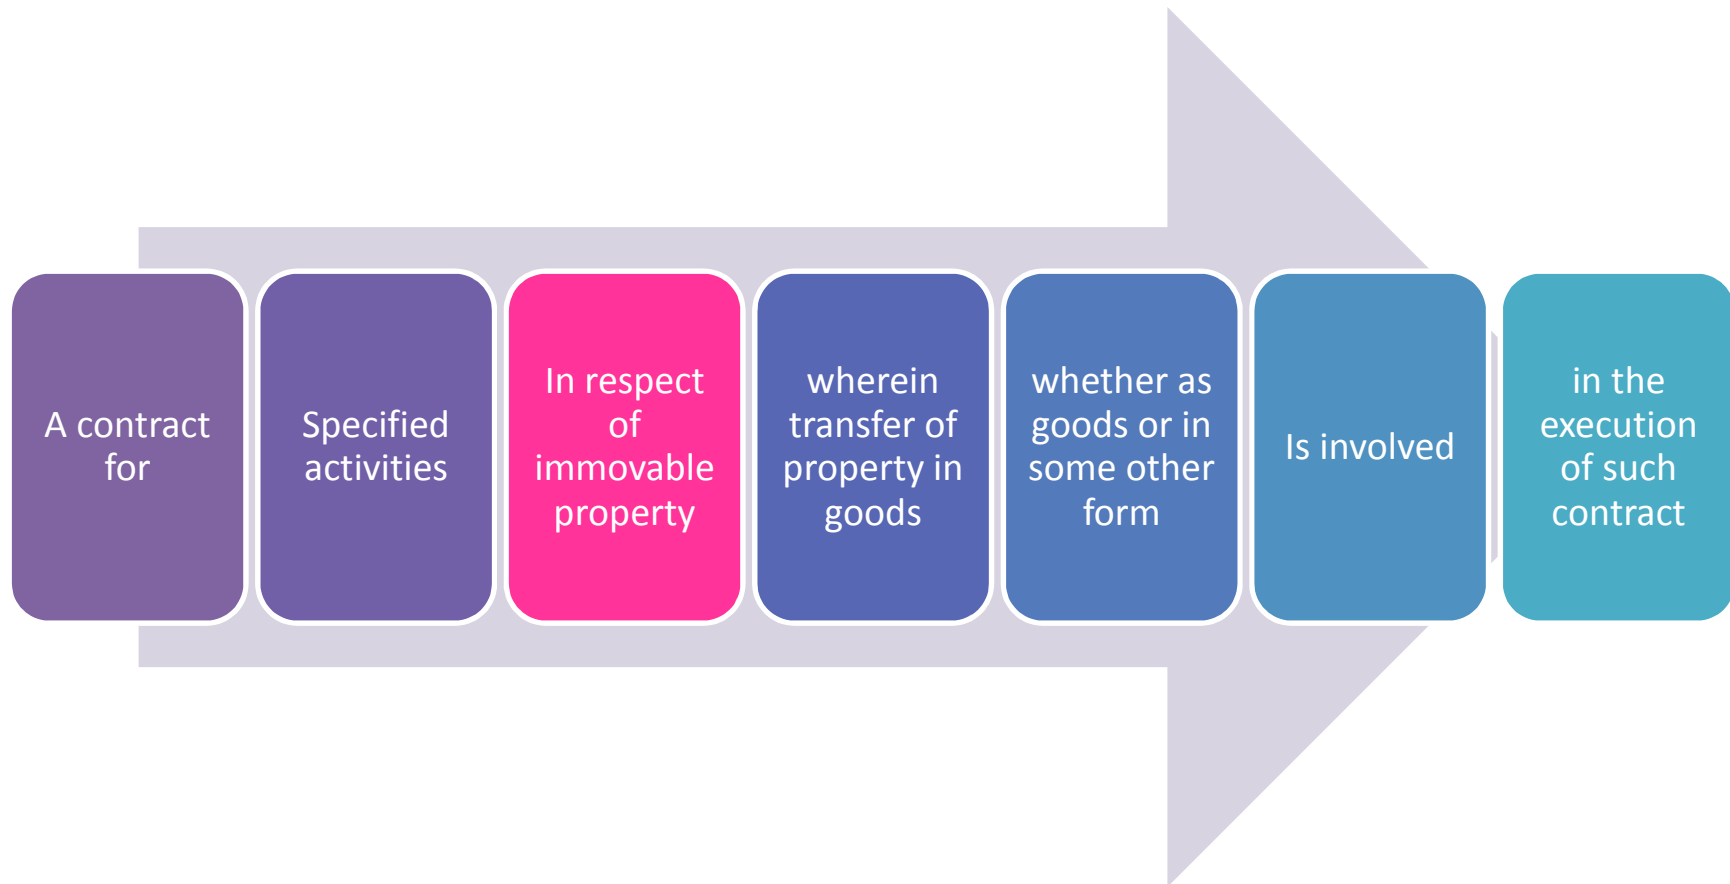 A contract
for
Specified
activities
In respect
of
immovable
property
wherein
transfer of
property in
goods
whether as
goods or in
some other
form
Is involved
in the
execution
of such
contract